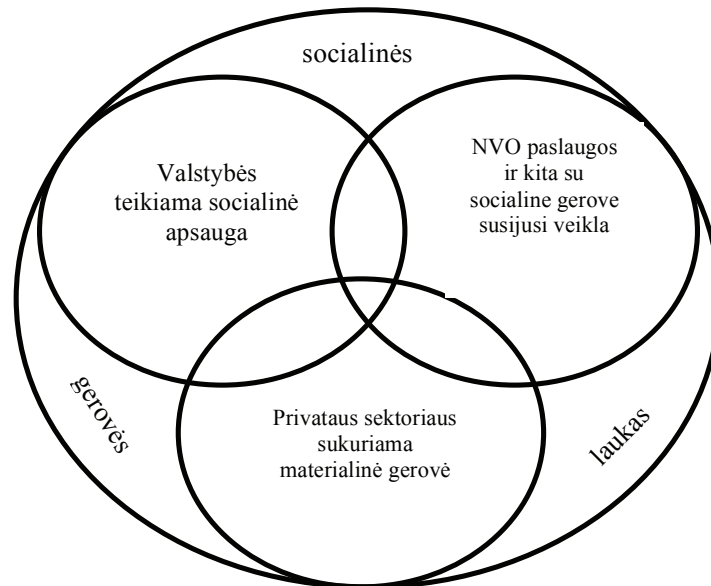 socialinės
Valstybės
teikiama socialinė
apsauga
NVO paslaugos
ir kita su
socialine gerove
susijusi veikla
gerovės
Privataus sektoriaus
sukuriama
materialinė gerovė
laukas